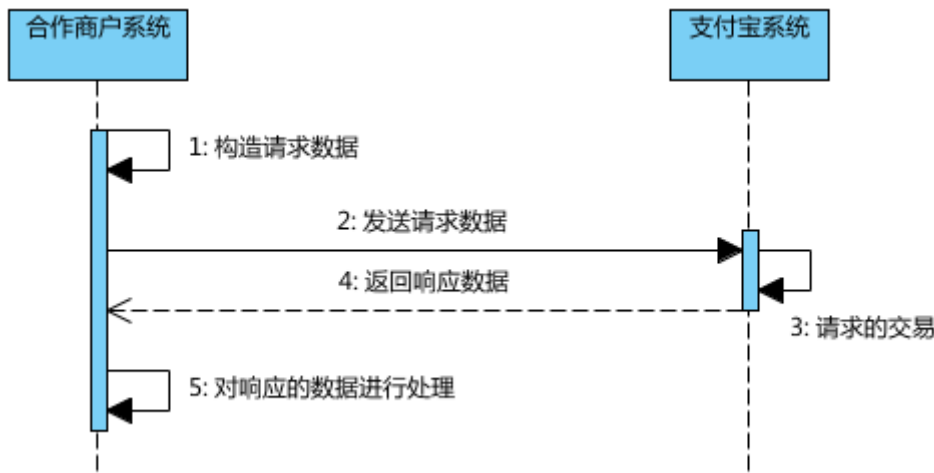 合作商户系统
支付宝系统
1: 构造请求数据
2: 发送请求数据
4: 返回响应数据
3: 请求的交易
5: 对响应的数据进行处理